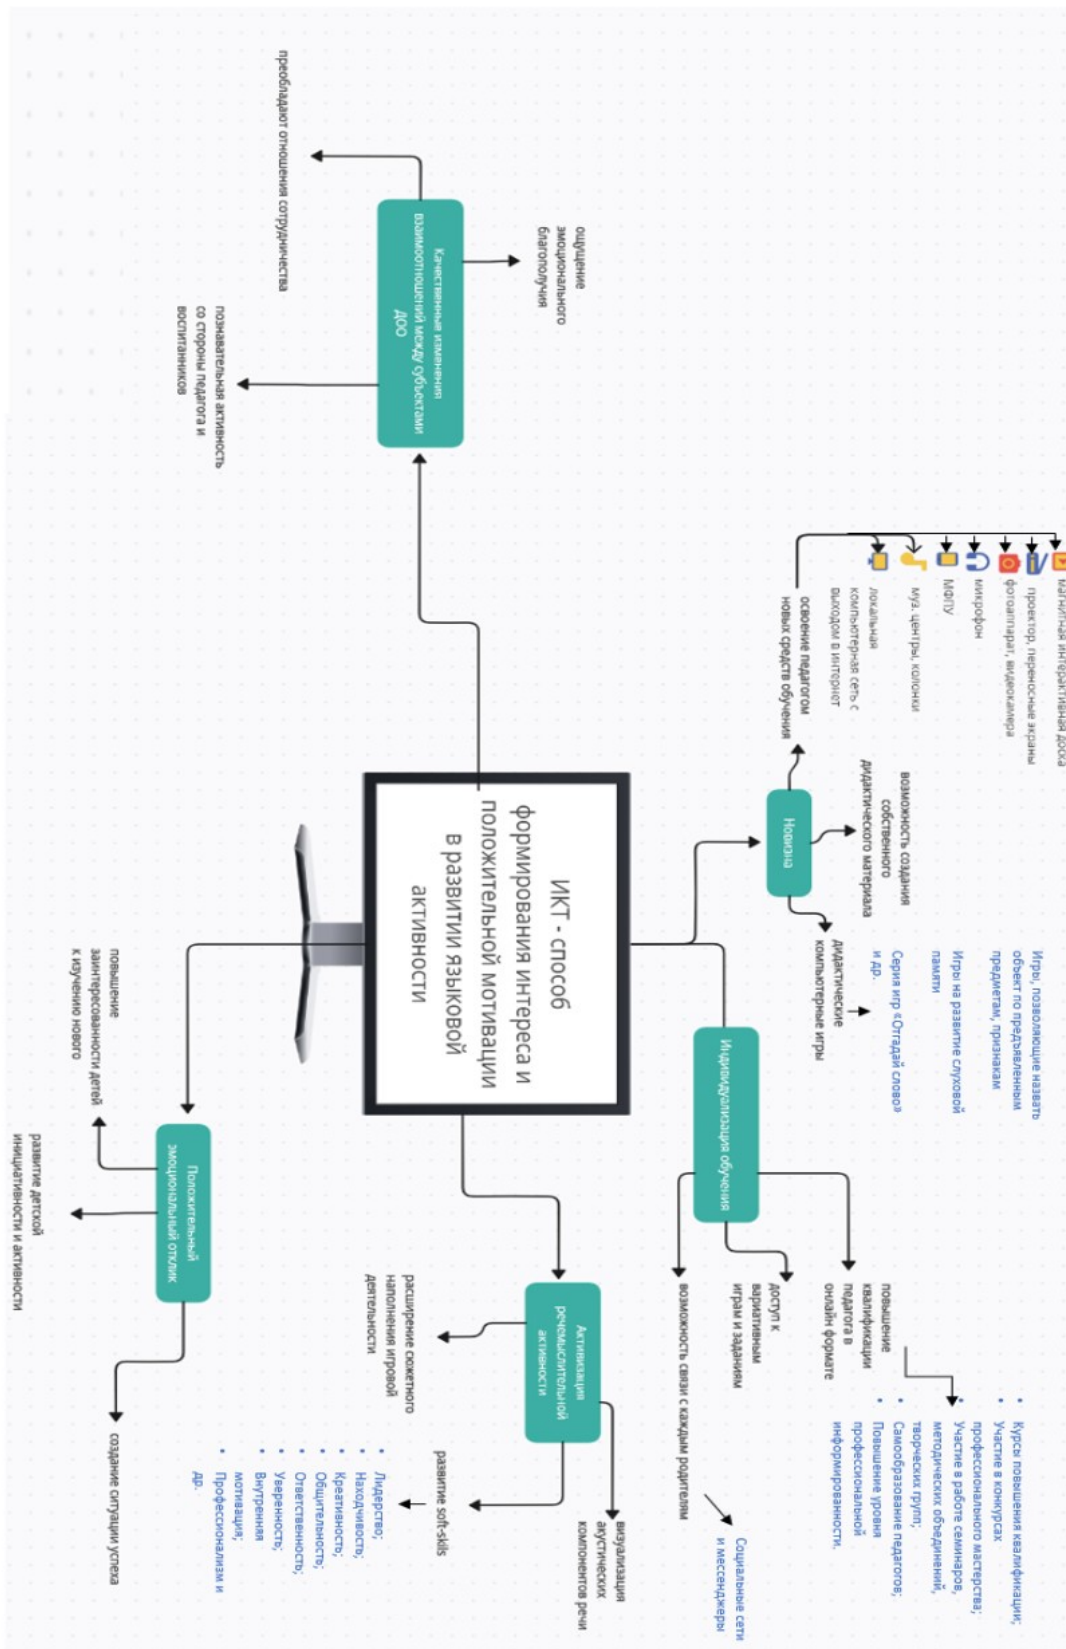 ИКТ - способ
формирования интереса и
положительной мотивации
в развитии языковой
активности
Качественные изменения
взаимоотношений между субъектами
ДОО
ощущение
эмоционального
благополучия
преобладают отношения сотрудничества
познавательная активность
со стороны педагога и
воспитанников
Новизна
освоение педагогом
новых средств обучения
магнитная интерактивная доска
проектор, переносные экраны
фотоаппарат, видеокамера
микрофон
МФПУ
муз. центры, колонки
локальная
компьютерная сеть с
выходом в интернет
возможность создания
собственного
дидактического материала
дидактические
компьютерные игры
Игры, позволяющие назвать
объект по предъявленным
предметам, признакам
Игры на развитие слуховой
памяти
Серия игр «Отгадай слово»
и др.
Индивидуализация обучения
повышение
квалификации
педагога в
онлайн формате
• Курсы повышения квалификации;
• Участие в конкурсах
профессионального мастерства;
• Участие в работе семинаров,
методических объединений,
творческих групп;
• Самообразование педагогов;
• Повышение уровня
профессиональной
информированности.
доступ к
вариативным
играм и заданиям
возможность связи с каждым родителям
Социальные сети
и мессенджеры
Активизация
речемыслительной
активности
визуализация
акустических
компонентов речи
расширение сюжетного
наполнения игровой
деятельности
развитие soft-skils
• Лидерство;
• Находчивость;
• Креативность;
• Общительность;
• Ответственность;
• Уверенность;
• Внутренняя
мотивация;
• Профессионализм и
др.
Положительный
эмоциональный отклик
повышение
заинтересованности детей
к изучению нового
развитие детской
инициативности и активности
создание ситуации успеха